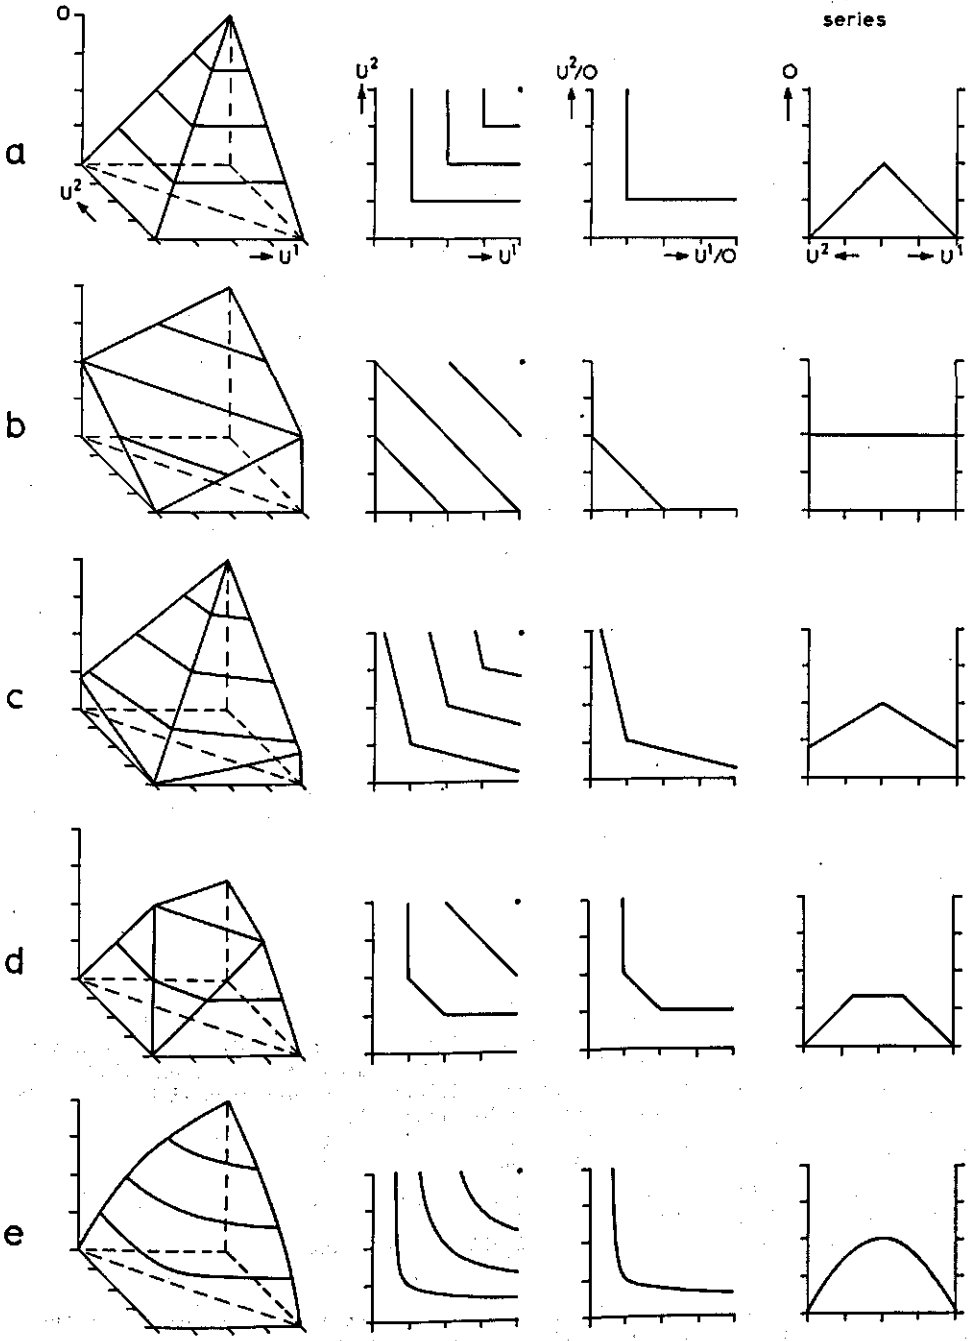 series
O
U²
U²/O
O
a
U²
→ U¹
→ U¹
→ U¹/O
U² ←
→ U¹
b
c
d
e